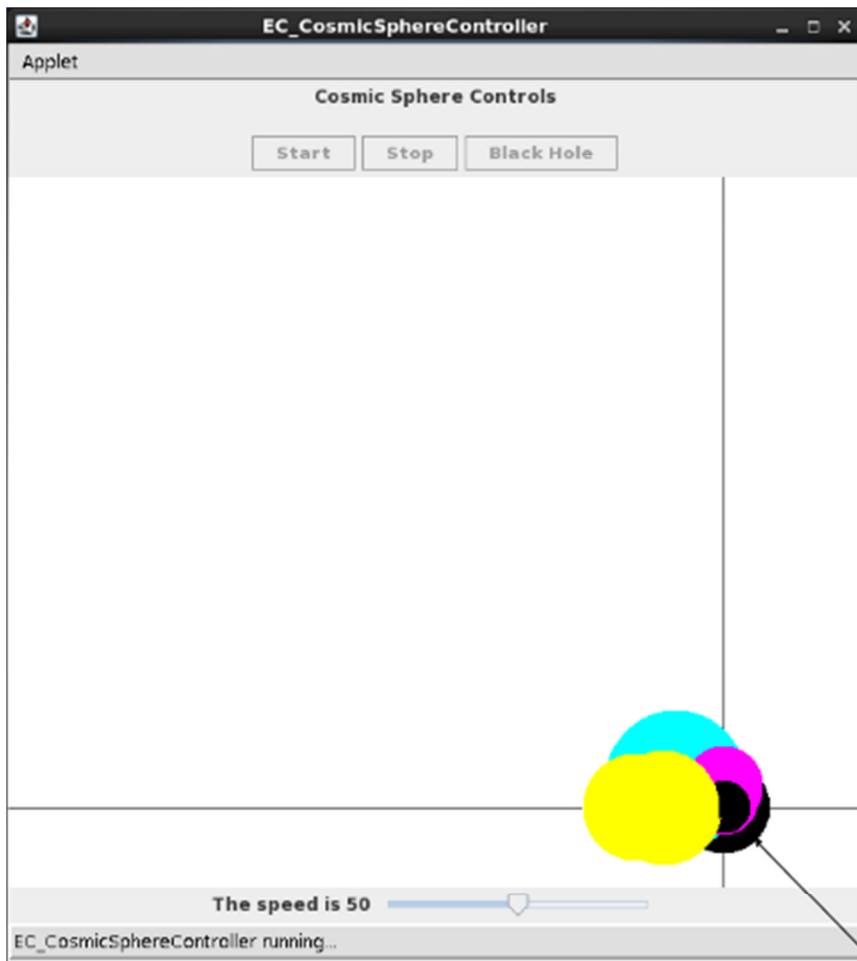 EC_CosmicSphereController
Applet
Cosmic Sphere Controls
Start Stop Black Hole
The speed is 50
EC_CosmicSphereController running...